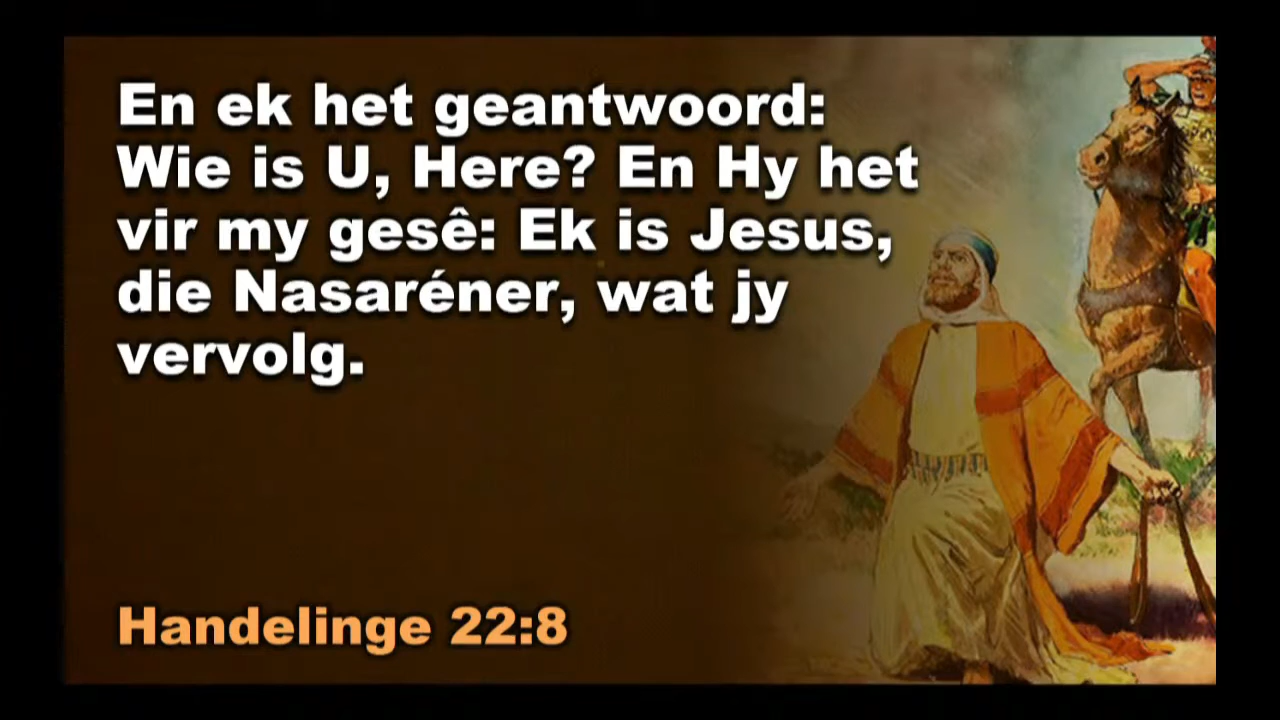 En ek het geantwoord:
Wie is U, Here? En Hy het
vir my gesê: Ek is Jesus,
die Nasaréner, wat jy
vervolg.
Handelinge 22:8